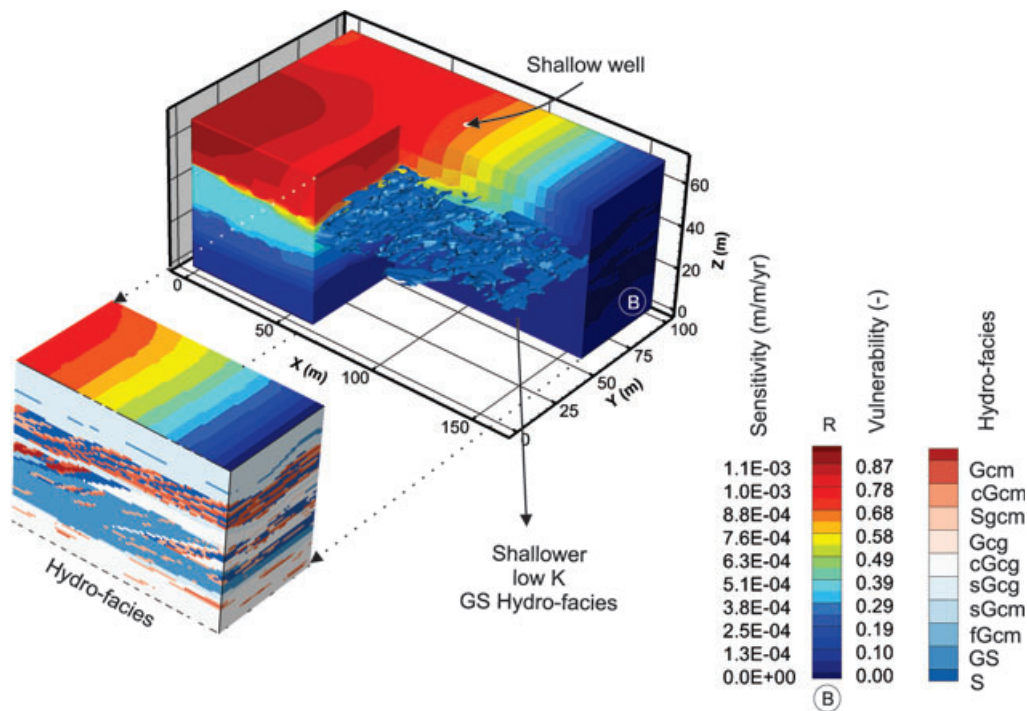 Shallow well
60
40
20
0
Z (m)
B
0
50
100
150
X (m)
0
25
50
75
100
Y (m)
Hydro-facies
Shallower
low K
GS Hydro-facies
Sensitivity (m/m/yr)
R
Vulnerability (-)
Hydro-facies
1.1E-03 0.87 Gcm
1.0E-03 0.78 cGcm
8.8E-04 0.68 Sgcm
7.6E-04 0.58 Gcg
6.3E-04 0.49 cGcg
5.1E-04 0.39 sGcg
3.8E-04 0.29 sGcm
2.5E-04 0.19 fGcm
1.3E-04 0.10 GS
0.0E+00 0.00 S
B